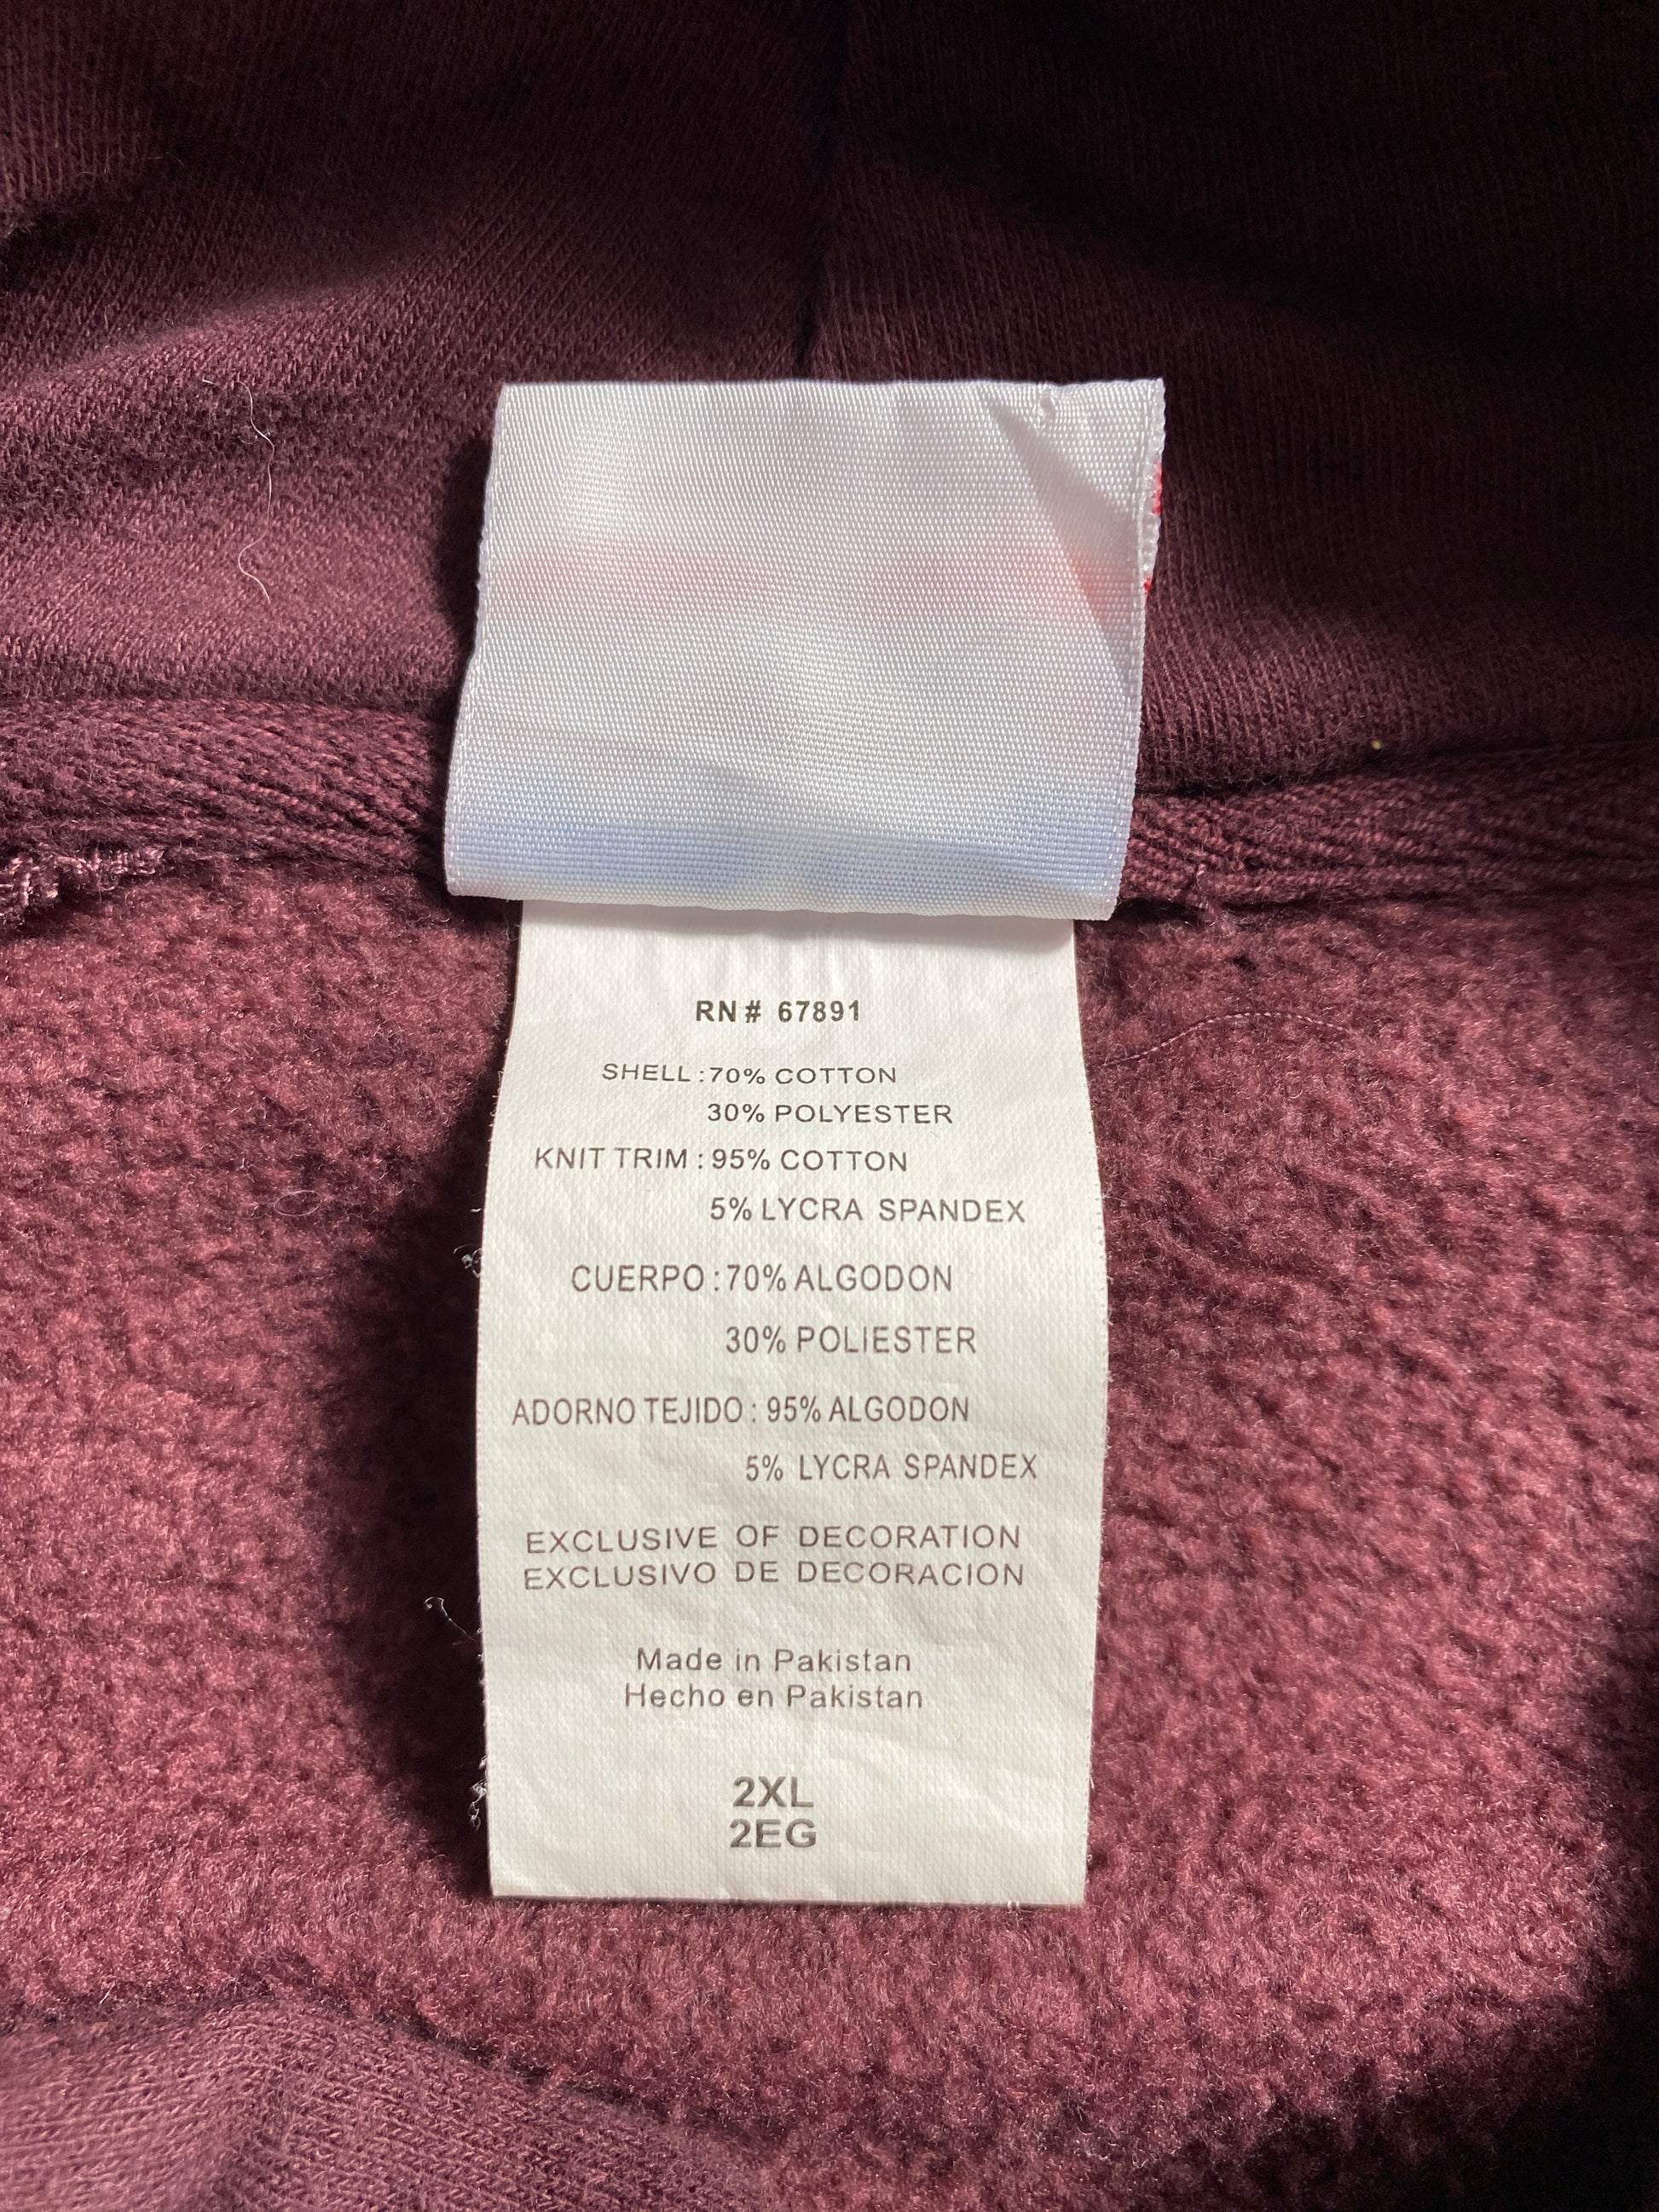 RN# 67891
SHELL :70% COTTON
30% POLYESTER
KNIT TRIM : 95% COTTON
5% LYCRA SPANDEX
CUERPO :70% ALGODON
30% POLIESTER
ADORNO TEJIDO : 95% ALGODON
5% LYCRA SPANDEX
EXCLUSIVE OF DECORATION
EXCLUSIVO DE DECORACION
Made in Pakistan
Hecho en Pakistan
2XL
2EG